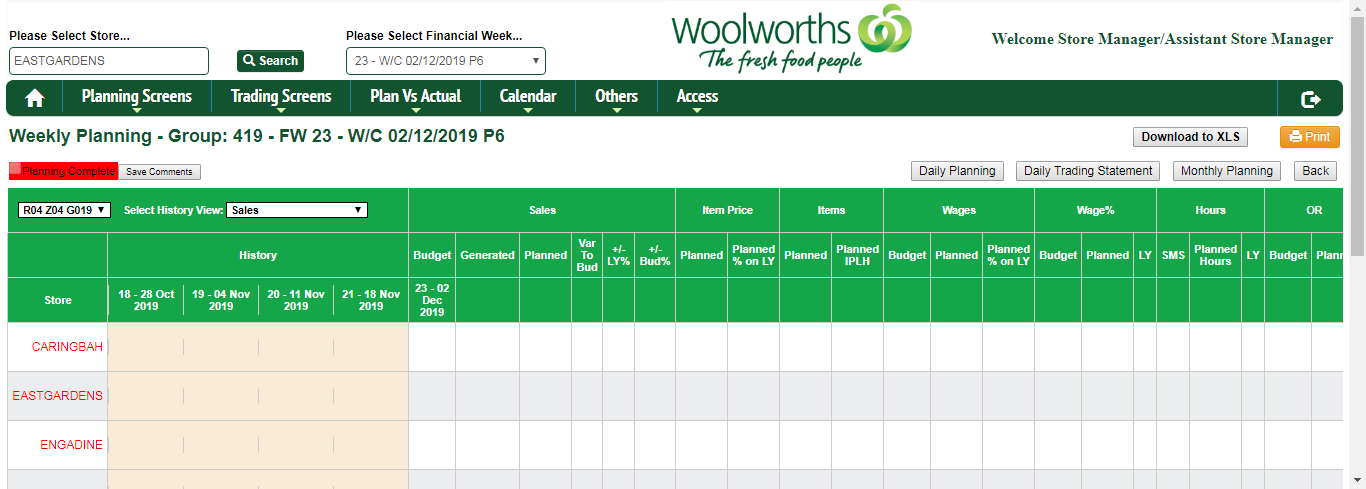 Woolworths
The fresh food people
Please Select Store...
Please Select Financial Week...
Welcome Store Manager/Assistant Store Manager
EASTGARDENS
Search
23 - W/C 02/12/2019 P6
Planning Screens
Trading Screens
Plan Vs Actual
Calendar
Others
Access
Weekly Planning - Group: 419 - FW 23 - W/C 02/12/2019 P6
Download to XLS
Print
Planning Complete
Save Comments
Daily Planning
Daily Trading Statement
Monthly Planning
Back
R04 Z04 G019
Select History View:
Sales
Sales
Item Price
Items
Wages
Wage%
Hours
OR
History
Budget
Generated
Planned
Var
To
Bud
+/-
LY%
+/-
Bud%
Planned
Planned
% on LY
Planned
Planned
IPLH
Budget
Planned
Planned
% on LY
Budget
Planned
LY
SMS
Planned
Hours
LY
Budget
Plann
Store
18 - 28 Oct
2019
19 - 04 Nov
2019
20 - 11 Nov
2019
21 - 18 Nov
2019
23 - 02
Dec
2019
CARINGBAH
EASTGARDENS
ENGADINE